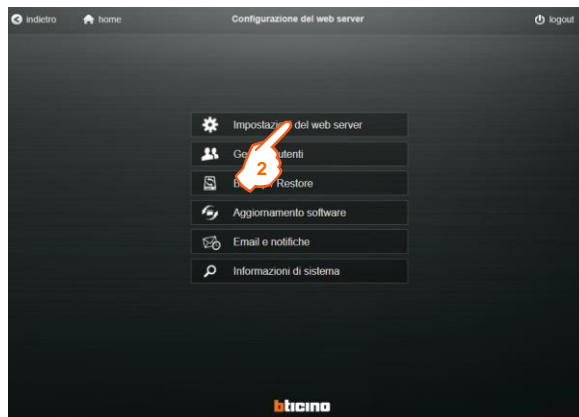 indietro home Configurazione del web server logout
Impostazioni del web server
2
utenti
Restore
Aggiornamento software
Email e notifiche
Informazioni di sistema
bticino